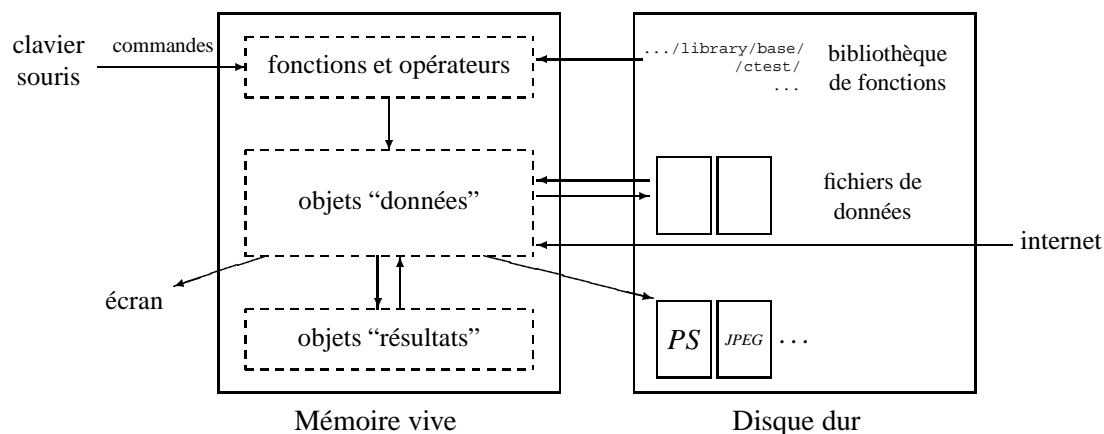 clavier
souris
commandes
fonctions et opérateurs
.../library/base/
/ctest/
...
bibliothèque
de fonctions
objets “données”
fichiers de
données
internet
écran
objets “résultats”
PS
JPEG
...
Mémoire vive
Disque dur